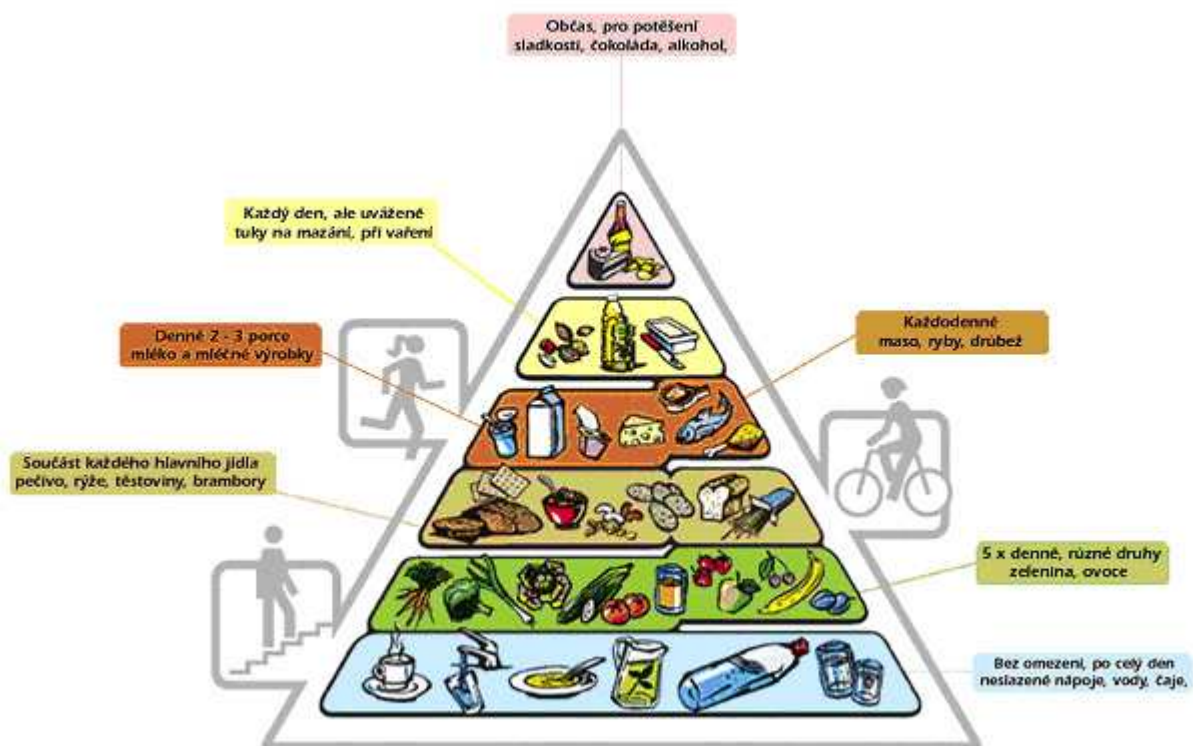 Občas, pro potěšení
sladkosti, čokoláda, alkohol,
Každý den, ale uváženě
tuky na mazání, při vaření
Denně 2 - 3 porce
mléko a mléčné výrobky
Každodenně
maso, ryby, drůbež
Součást každého hlavního jídla
pečivo, rýže, těstoviny, brambory
5 x denně, různé druhy
zelenina, ovoce
Bez omezení, po celý den
neslazené nápoje, vody, čaje,